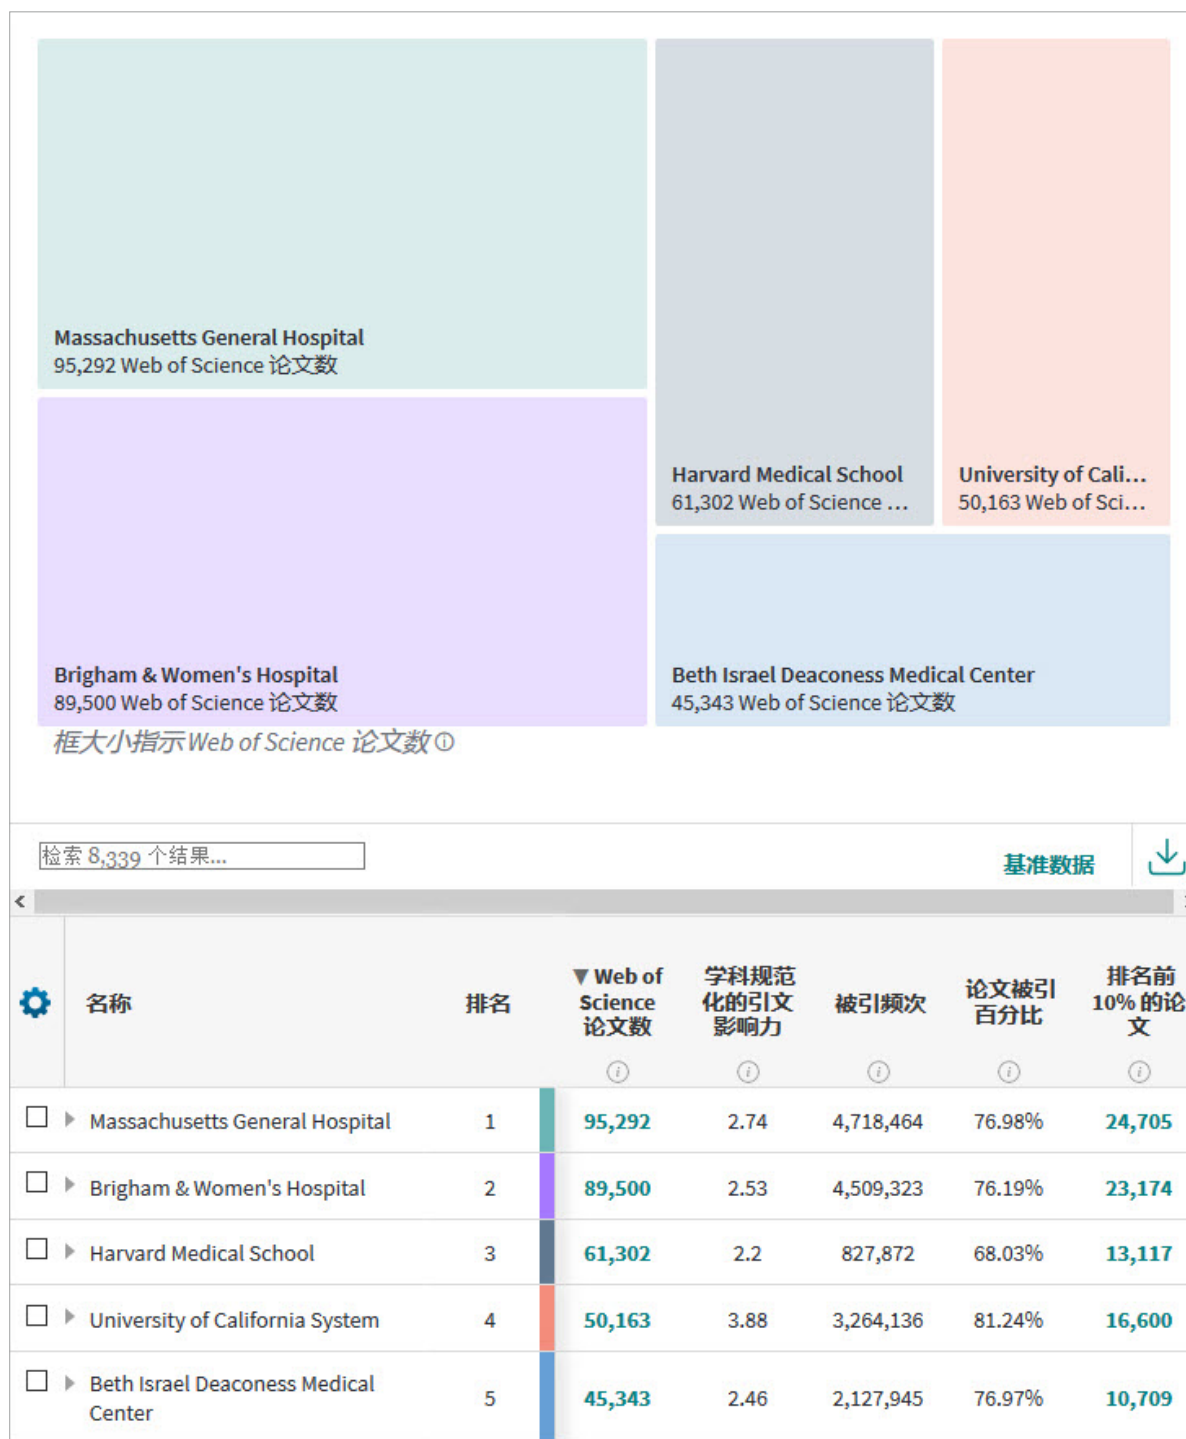 Massachusetts General Hospital
95,292 Web of Science 论文数
Harvard Medical School
61,302 Web of Science ...
University of Cali...
50,163 Web of Sci...
Brigham & Women's Hospital
89,500 Web of Science 论文数
Beth Israel Deaconess Medical Center
45,343 Web of Science 论文数
框大小指示 Web of Science 论文数
检索 8,339 个结果...
基准数据
名称
排名
▼ Web of
Science
论文数
学科规范
化的引文
影响力
被引频次
论文被引
百分比
排名前
10% 的论
文
Massachusetts General Hospital 1 95,292 2.74 4,718,464 76.98% 24,705
Brigham & Women's Hospital 2 89,500 2.53 4,509,323 76.19% 23,174
Harvard Medical School 3 61,302 2.2 827,872 68.03% 13,117
University of California System 4 50,163 3.88 3,264,136 81.24% 16,600
Beth Israel Deaconess Medical
Center 5 45,343 2.46 2,127,945 76.97% 10,709